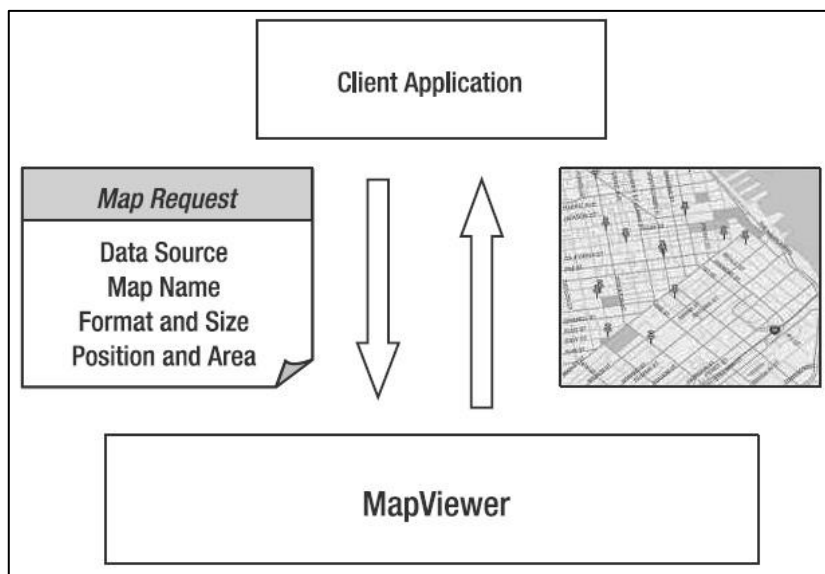 Client Application
Map Request
Data Source
Map Name
Format and Size
Position and Area
MapViewer